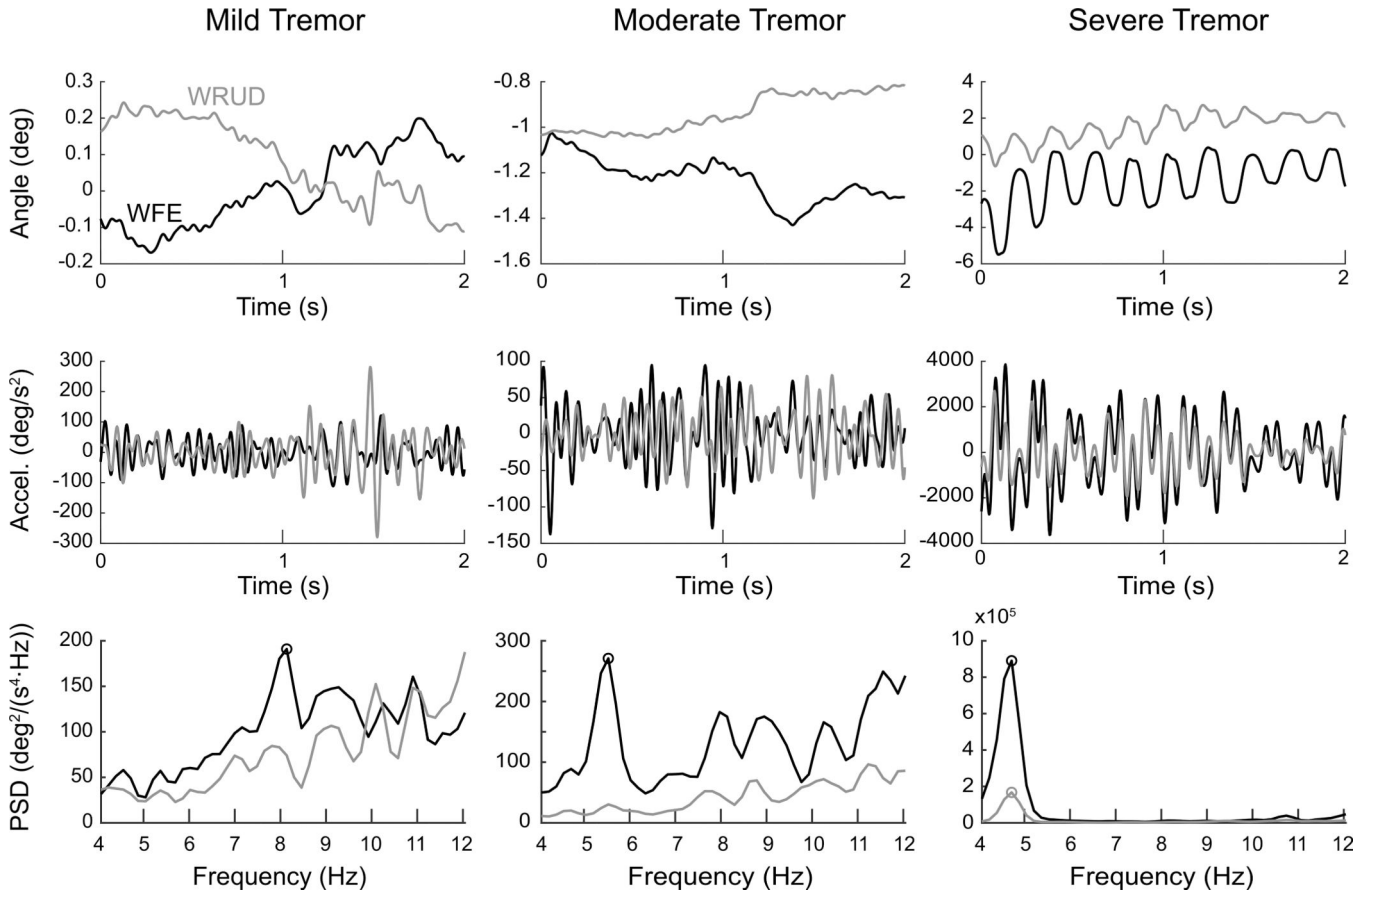 Mild Tremor Moderate Tremor Severe Tremor
Angle (deg)
0.3
0.2
0.1
0
-0.1
-0.2
WRUD
WFE
0 1 2
Time (s)
-0.8
-1
-1.2
-1.4
-1.6
0 1 2
Time (s)
4
2
0
-2
-4
-6
0 1 2
Time (s)
Accel. (deg/s²)
300
200
100
0
-100
-200
-300
0 1 2
Time (s)
100
50
0
-50
-100
-150
0 1 2
Time (s)
4000
2000
0
-2000
-4000
0 1 2
Time (s)
PSD (deg²/(s⁴·Hz))
200
150
100
50
0
4 5 6 7 8 9 10 11 12
Frequency (Hz)
300
200
100
0
4 5 6 7 8 9 10 11 12
Frequency (Hz)
x10⁵
10
8
6
4
2
0
4 5 6 7 8 9 10 11 12
Frequency (Hz)